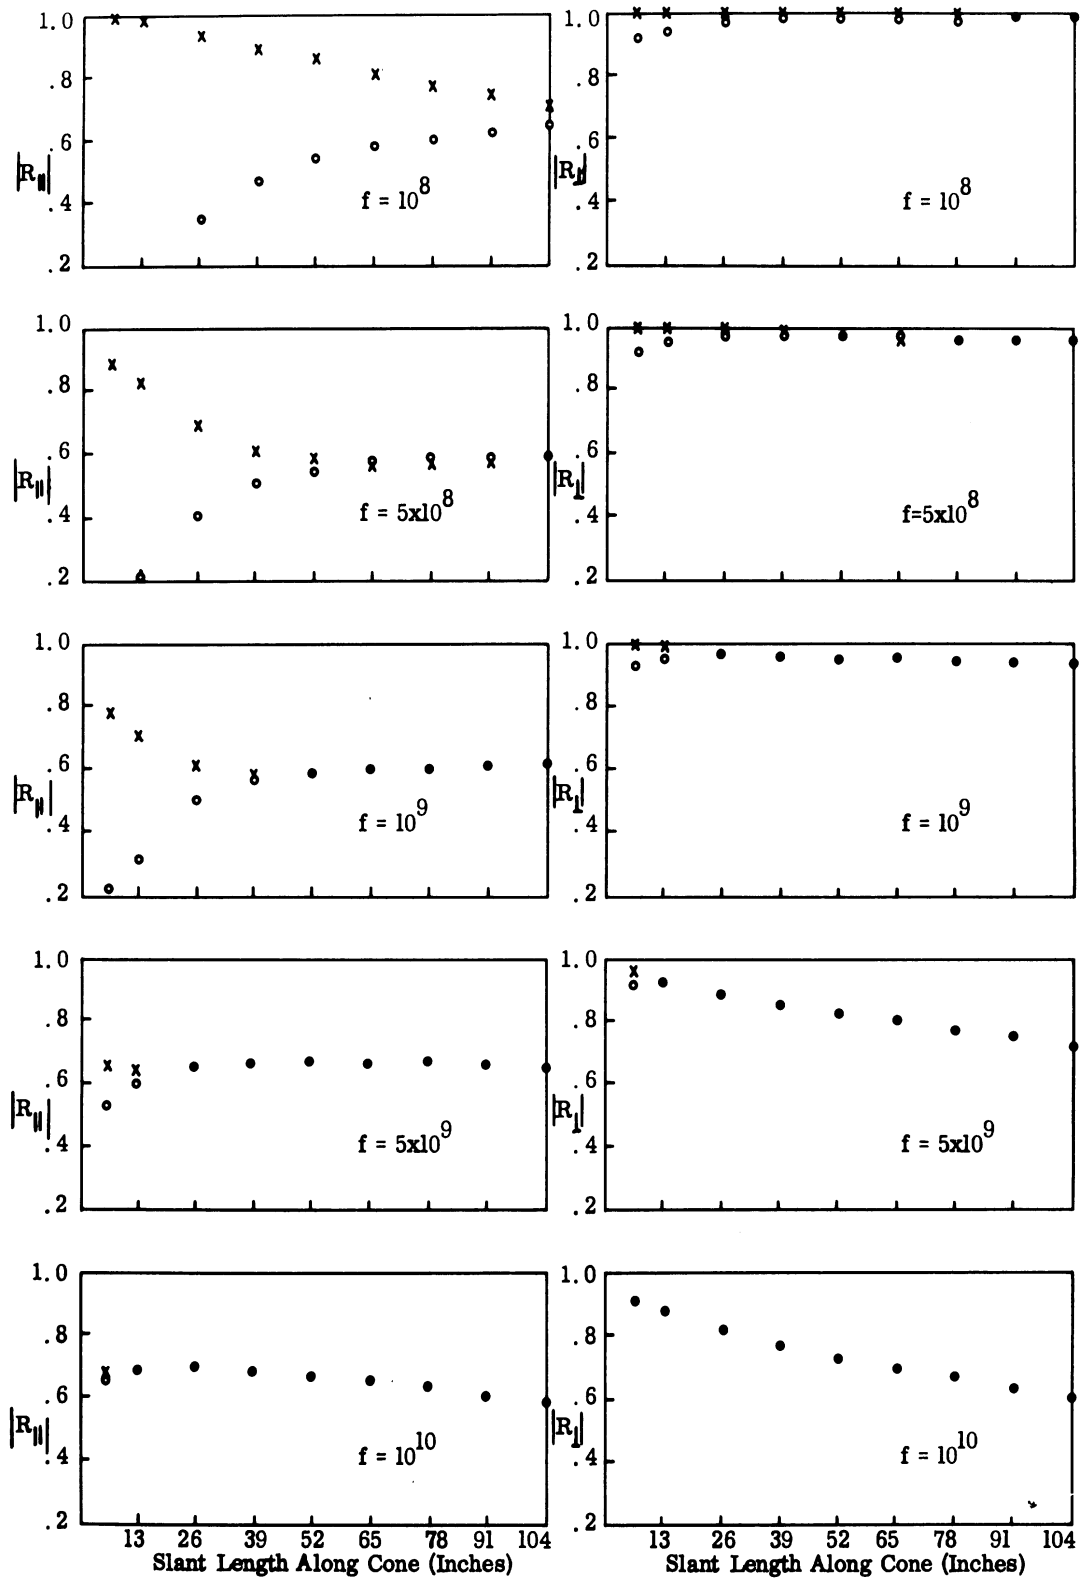 1.0
.8
.6
|R∥|
.4
.2
f = 10^8
1.0
.8
.6
|R⊥|
.4
.2
f = 10^8
1.0
.8
.6
|R∥|
.4
.2
f = 5x10^8
1.0
.8
.6
|R⊥|
.4
.2
f=5x10^8
1.0
.8
.6
|R∥|
.4
.2
f = 10^9
1.0
.8
.6
|R⊥|
.4
.2
f = 10^9
1.0
.8
.6
|R∥|
.4
.2
f = 5x10^9
1.0
.8
.6
|R⊥|
.4
.2
f = 5x10^9
1.0
.8
.6
|R∥|
.4
.2
f = 10^10
13 26 39 52 65 78 91 104
Slant Length Along Cone (Inches)
1.0
.8
.6
|R⊥|
.4
.2
f = 10^10
13 26 39 52 65 78 91 104
Slant Length Along Cone (Inches)